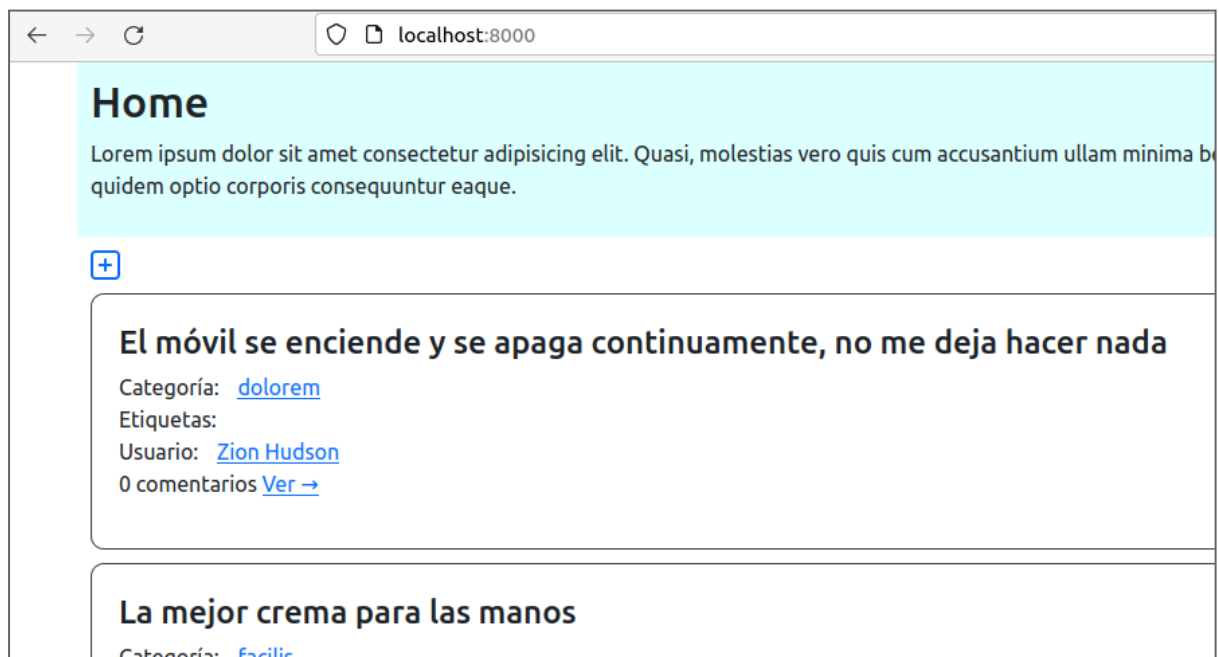 localhost:8000
Home
Lorem ipsum dolor sit amet consectetur adipisicing elit. Quasi, molestias vero quis cum accusantium ullam minima
quidem optio corporis consequuntur eaque.
El móvil se enciende y se apaga continuamente, no me deja hacer nada
Categoría: dolorem
Etiquetas:
Usuario: Zion Hudson
0 comentarios Ver →
La mejor crema para las manos
Categoría: facilis